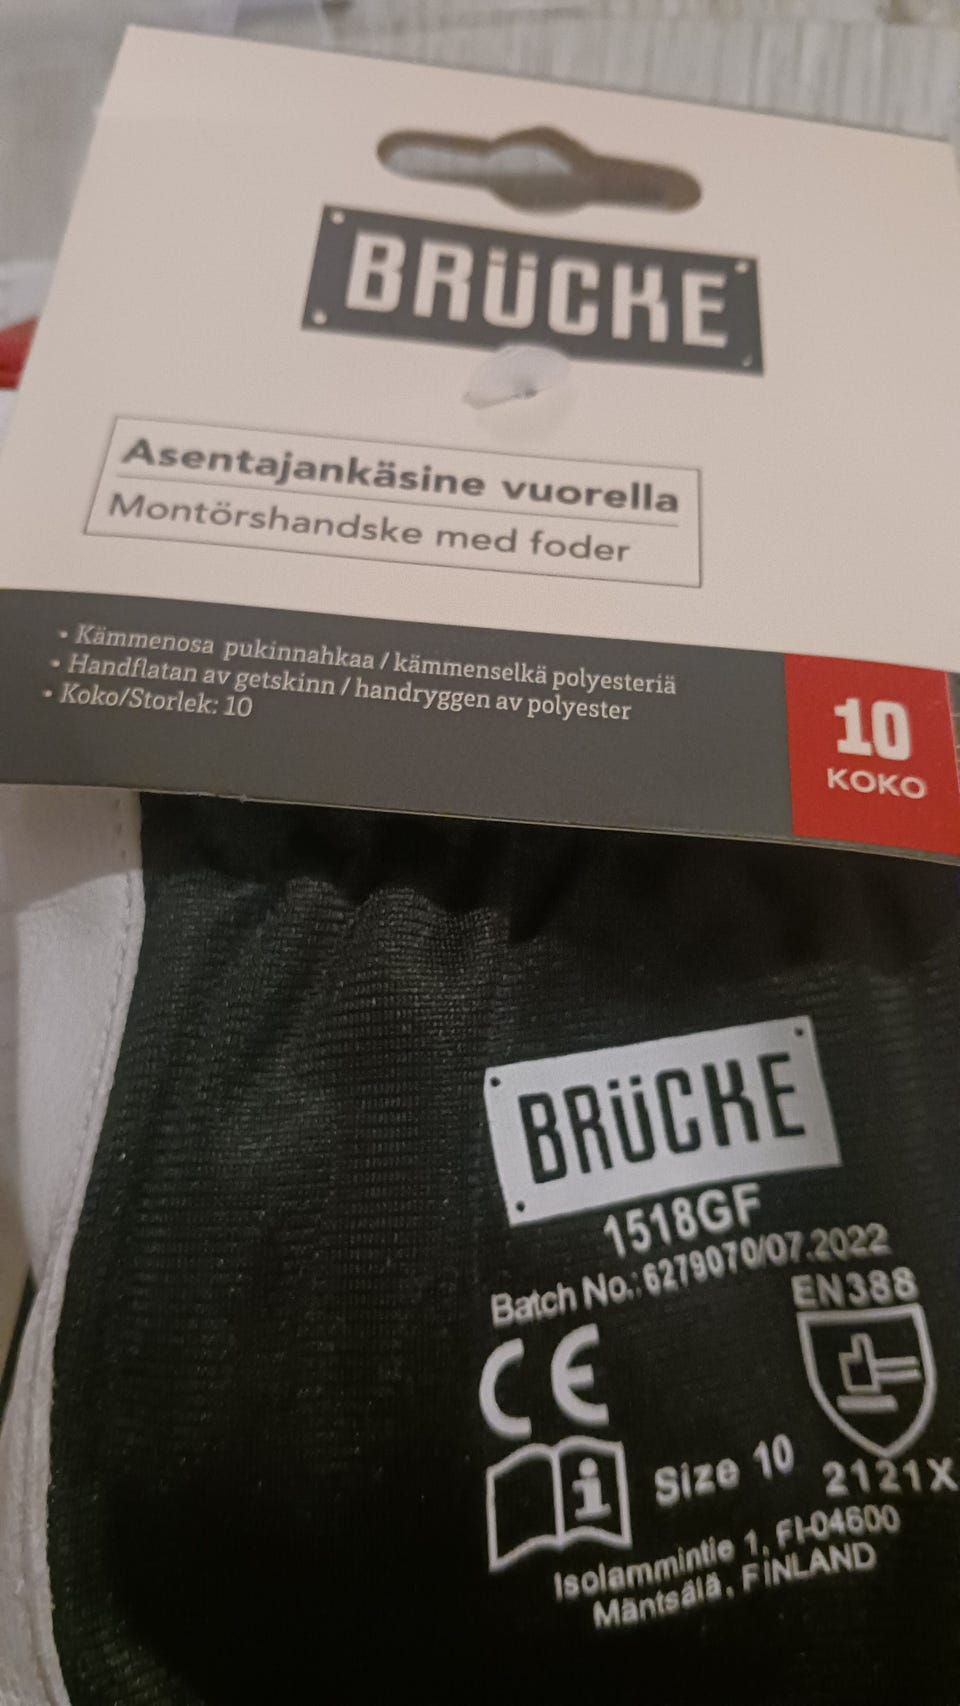 BRÜCKE
Asentajankäsine vuorella
Montörshandske med foder
• Kämmenosa pukinnahkaa / kämmenselkä polyesteriä
• Handflatan av getskinn / handryggen av polyester
• Koko/Storlek: 10
10
KOKO
BRÜCKE
1518GF
Batch No.: 6279070/07.2022
CE
EN388
i
Size 10
2121X
Isolammintie 1, FI-04600
Mäntsälä, FINLAND